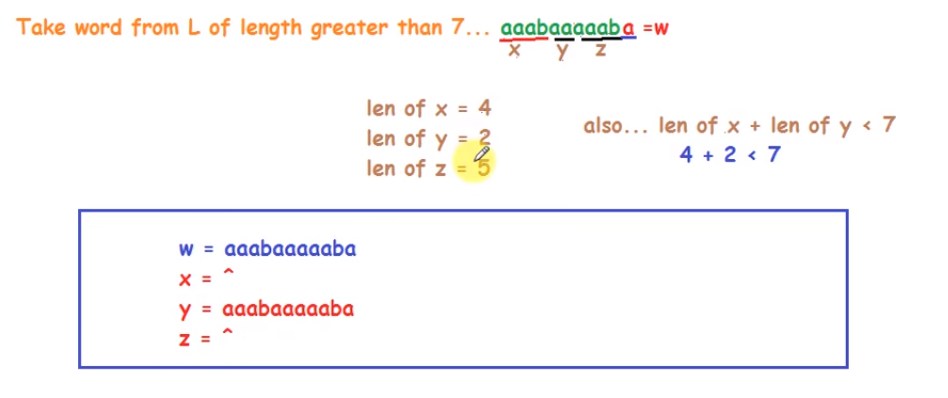 Take word from L of length greater than 7... aaabaaaaaba =w
x y z
len of x = 4
len of y = 2
len of z = 5
also... len of x + len of y < 7
4 + 2 < 7
w = aaabaaaaaba
x = ^
y = aaabaaaaaba
z = ^